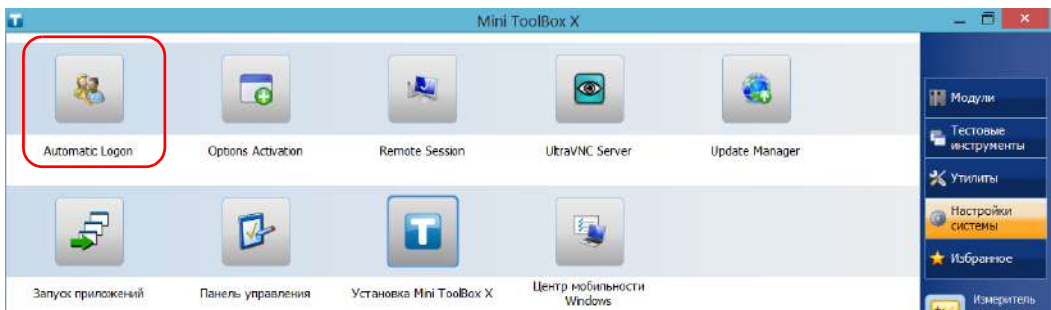 Mini ToolBox X
Automatic Logon
Options Activation
Remote Session
UltraVNC Server
Update Manager
Запуск приложений
Панель управления
Установка Mini ToolBox X
Центр мобильности
Windows
Модули
Тестовые
инструменты
Утилиты
Настройки
системы
Избранное
Измеритель